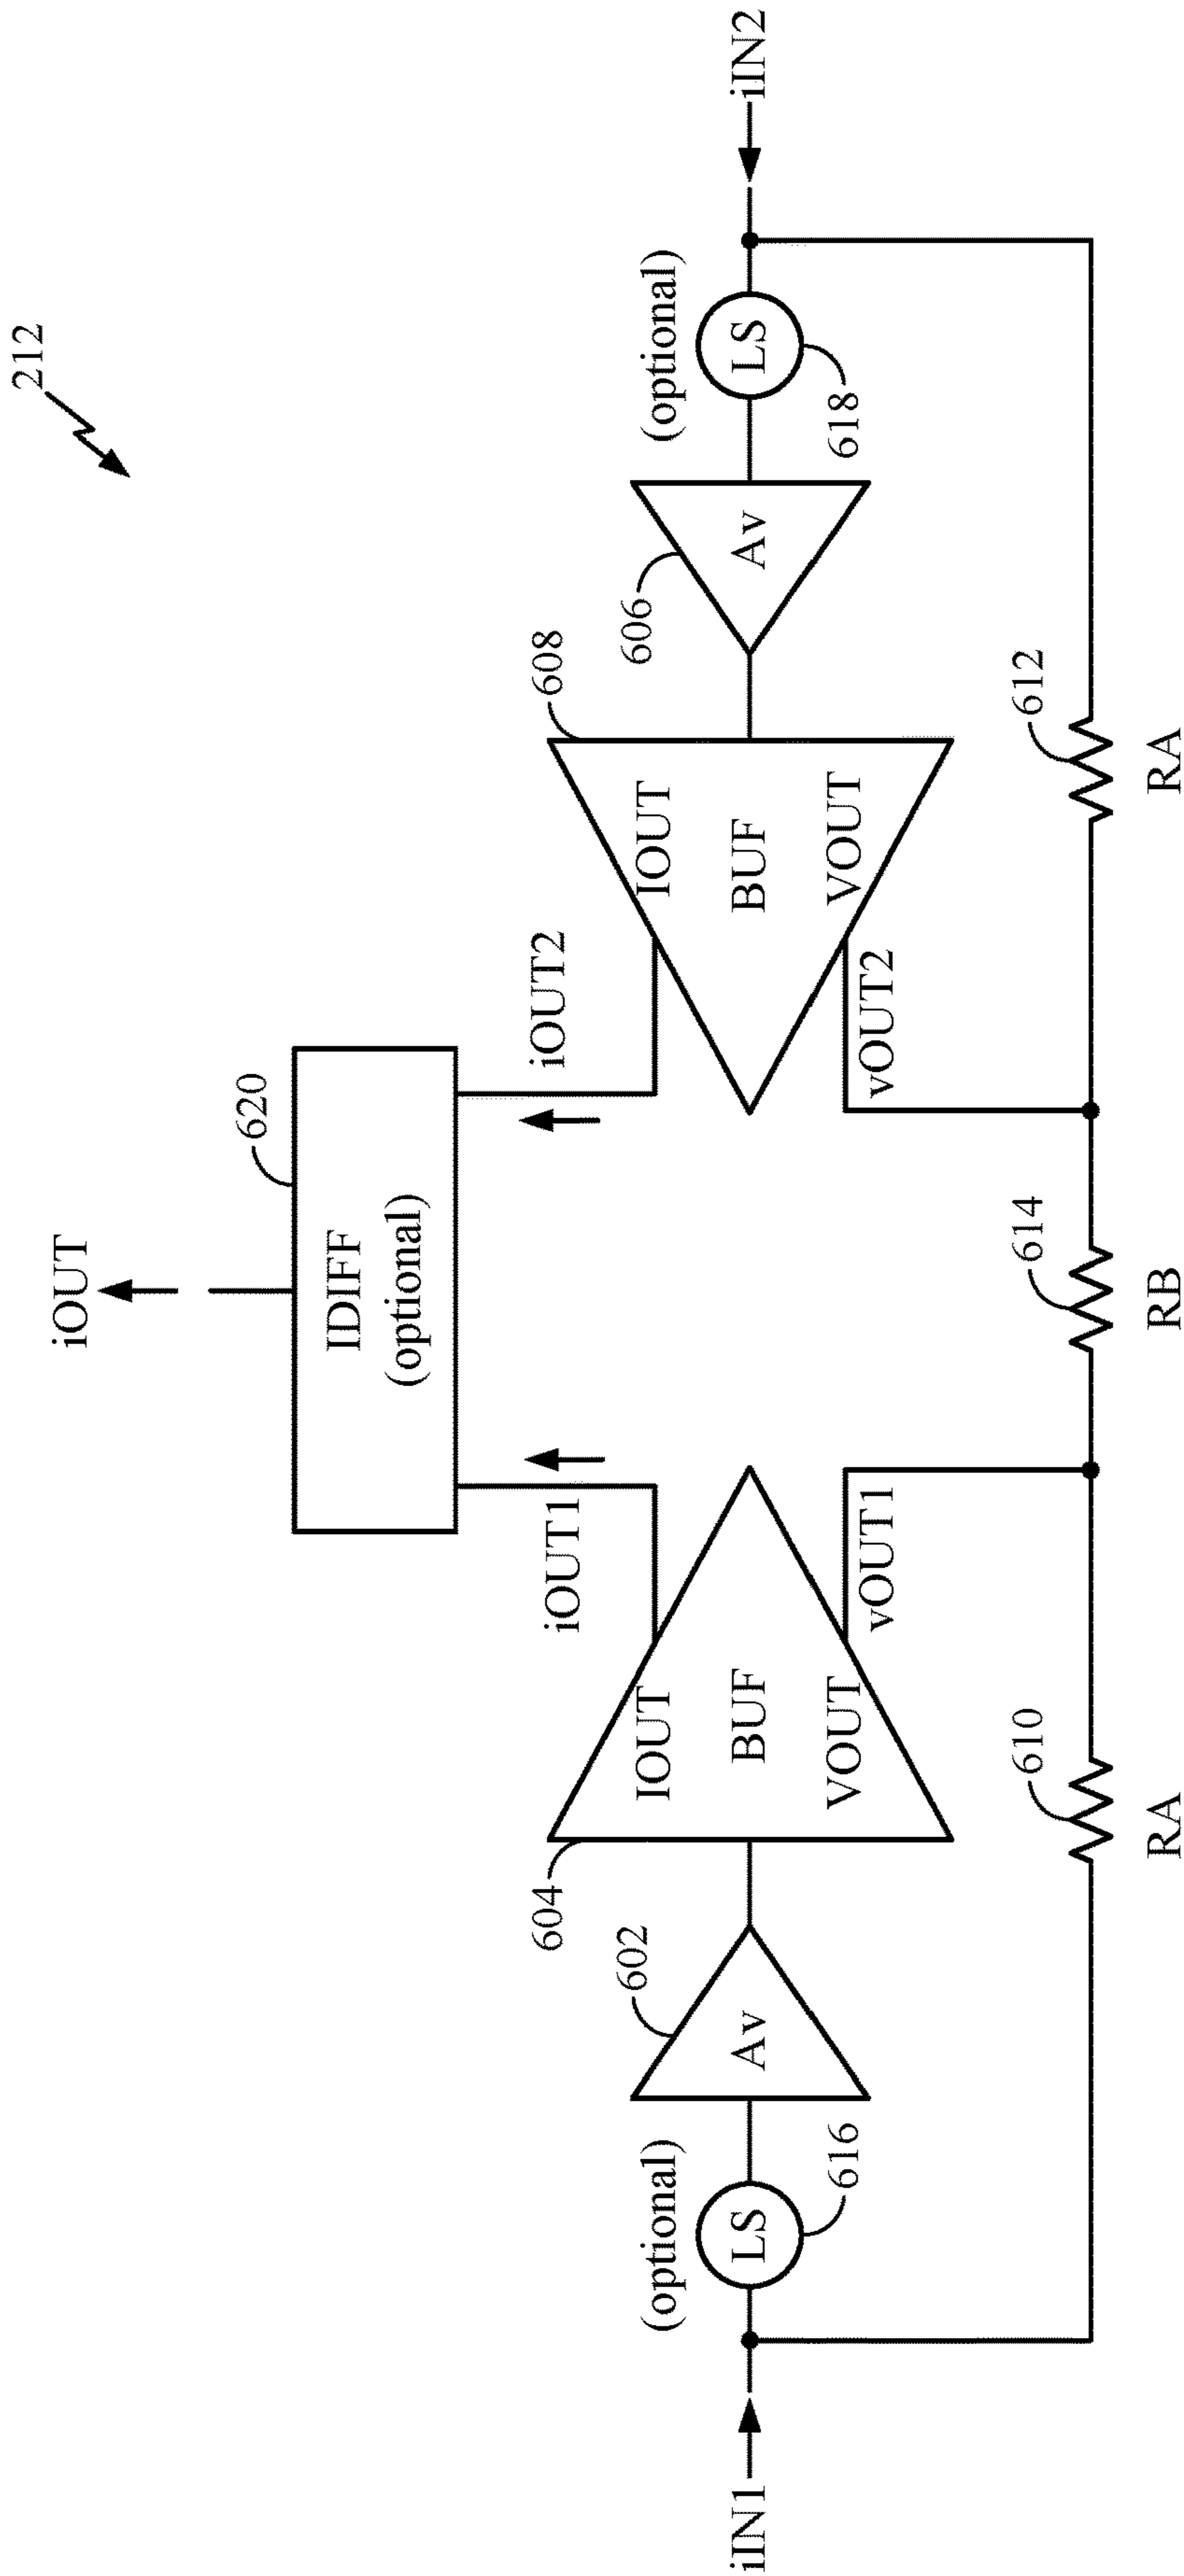 212
iOUT
620
IDIFF
(optional)
iOUT1
iOUT2
604
608
IOUT
BUF
VOUT
IOUT
BUF
VOUT
602
606
(optional)
(optional)
iIN1
LS
Av
Av
LS
iIN2
616
618
vOUT1
vOUT2
610
614
612
RA
RB
RA